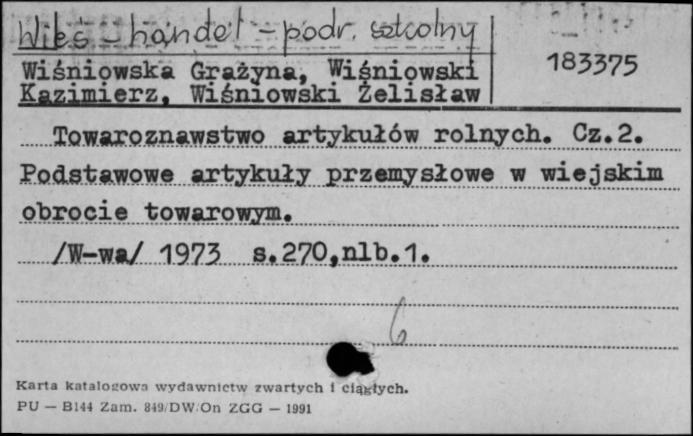 Wieś - handel - podr. szkolny
Wiśniowska Grażyna, Wiśniowski
Kazimierz, Wiśniowski Żelisław
183375
Towaroznawstwo artykułów rolnych. Cz.2.
Podstawowe artykuły przemysłowe w wiejskim
obrocie towarowym.
/W-wa/ 1973 s.270,nlb.1.
6
Karta katalogowa wydawnictw zwartych i ciągłych.
PU — B144 Zam. 849/DW/On ZGG — 1991